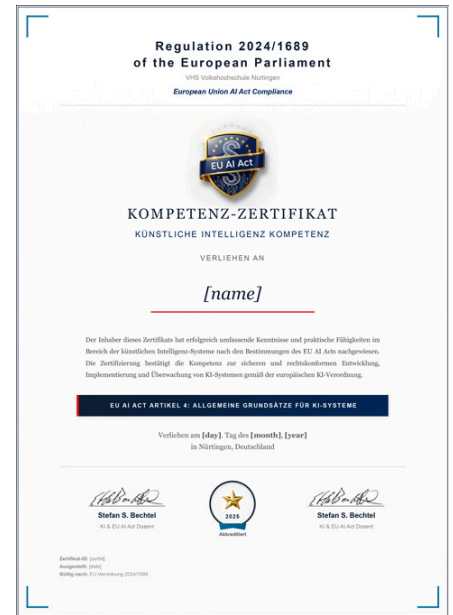 Regulation 2024/1689
of the European Parliament
VHS Volkshochschule Nürtingen
European Union AI Act Compliance
EU AI Act
KOMPETENZ-ZERTIFIKAT
KÜNSTLICHE INTELLIGENZ KOMPETENZ
VERLIEHEN AN
[name]
Der Inhaber dieses Zertifikats hat erfolgreich umfassende Kenntnisse und praktische Fähigkeiten im
Bereich der künstlichen Intelligenz-Systeme nach den Bestimmungen des EU AI Acts nachgewiesen.
Die Zertifizierung bestätigt die Kompetenz zur sicheren und rechtskonformen Entwicklung,
Implementierung und Überwachung von KI-Systemen gemäß der europäischen KI-Verordnung.
EU AI ACT ARTIKEL 4: ALLGEMEINE GRUNDSÄTZE FÜR KI-SYSTEME
Verliehen am [day]. Tag des [month], [year]
in Nürtingen, Deutschland
Stefan S. Bechtel
KI & EU AI Act Dozent
2025
Akkreditiert
Stefan S. Bechtel
KI & EU AI Act Dozent
Zertifikat-ID: [certid]
Ausgestellt: [date]
Gültig nach: EU-Verordnung 2024/1689